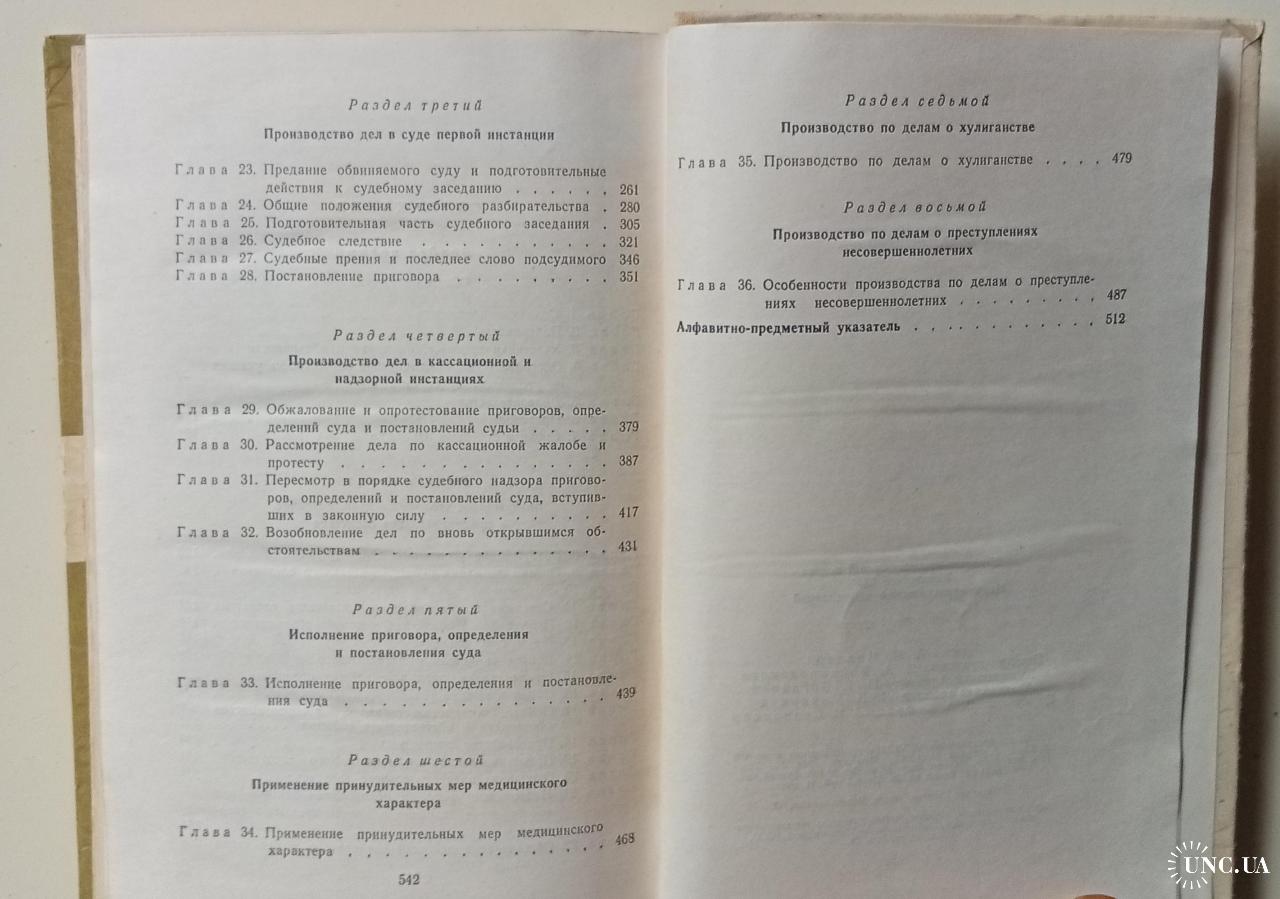 Раздел третий
Производство дел в суде первой инстанции
Глава 23. Предание обвиняемого суду и подготовительные
действия к судебному заседанию . . . . . . 261
Глава 24. Общие положения судебного разбирательства . 280
Глава 25. Подготовительная часть судебного заседания . 305
Глава 26. Судебное следствие . . . . . . . . . . . 321
Глава 27. Судебные прения и последнее слово подсудимого 346
Глава 28. Постановление приговора . . . . . . . . . 351
Раздел четвертый
Производство дел в кассационной и
надзорной инстанциях
Глава 29. Обжалование и опротестование приговоров, опре-
делений суда и постановлений судьи . . . . . 379
Глава 30. Рассмотрение дела по кассационной жалобе и
протесту . . . . . . . . . . . . . . . 387
Глава 31. Пересмотр в порядке судебного надзора пригово-
ров, определений и постановлений суда, вступив-
ших в законную силу . . . . . . . . . . 417
Глава 32. Возобновление дел по вновь открывшимся об-
стоятельствам . . . . . . . . . . . . . 431
Раздел пятый
Исполнение приговора, определения
и постановления суда
Глава 33. Исполнение приговора, определения и постановле-
ния суда . . . . . . . . . . . . . . . 439
Раздел шестой
Применение принудительных мер медицинского
характера
Глава 34. Применение принудительных мер медицинского
характера . . . . . . . . . . . . . . 468
542
Раздел седьмой
Производство по делам о хулиганстве
Глава 35. Производство по делам о хулиганстве . . . . 479
Раздел восьмой
Производство по делам о преступлениях
несовершеннолетних
Глава 36. Особенности производства по делам о преступле-
ниях несовершеннолетних . . . . . . . . . 487
Алфавитно-предметный указатель . . . . . . . . . . . . 512
UNC.UA